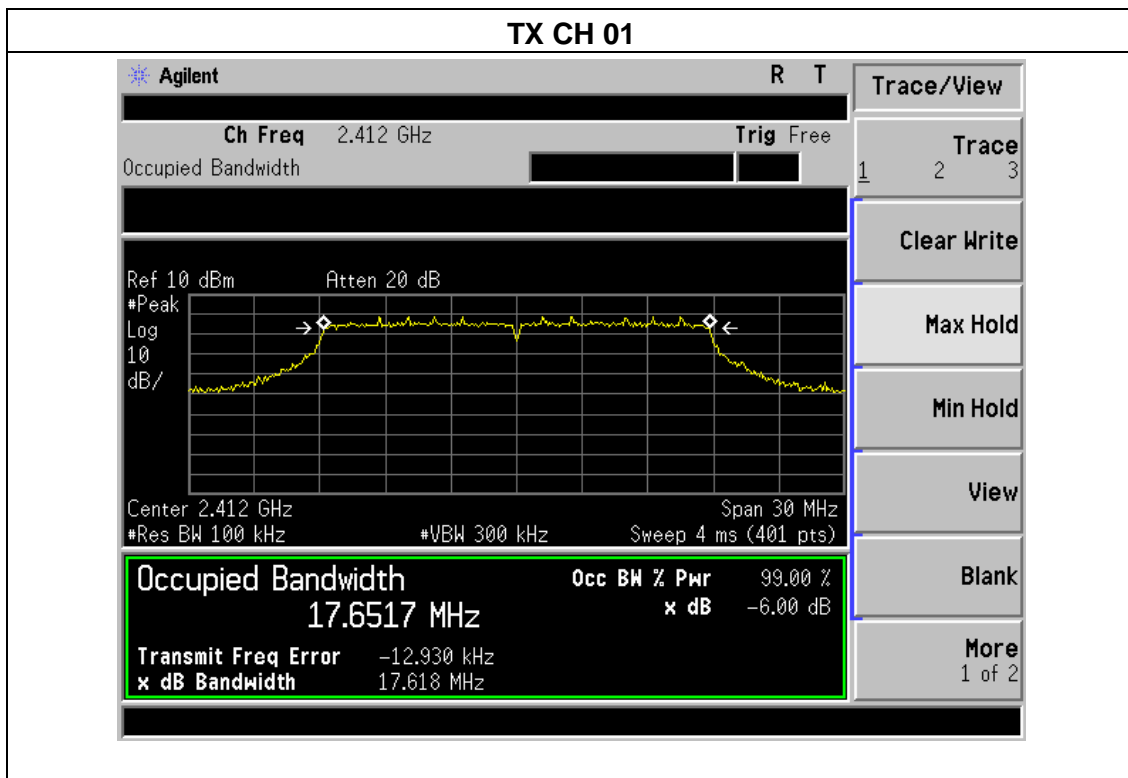 TX CH 01
Agilent R T
Trace/View
Ch Freq 2.412 GHz Trig Free
Occupied Bandwidth
Trace
1 2 3
Clear Write
Ref 10 dBm Atten 20 dB
#Peak
Log
10
dB/
Max Hold
Min Hold
View
Center 2.412 GHz Span 30 MHz
#Res BW 100 kHz #VBW 300 kHz Sweep 4 ms (401 pts)
Occupied Bandwidth Occ BW % Pwr 99.00 %
17.6517 MHz x dB -6.00 dB
Blank
Transmit Freq Error -12.930 kHz
x dB Bandwidth 17.618 MHz
More
1 of 2